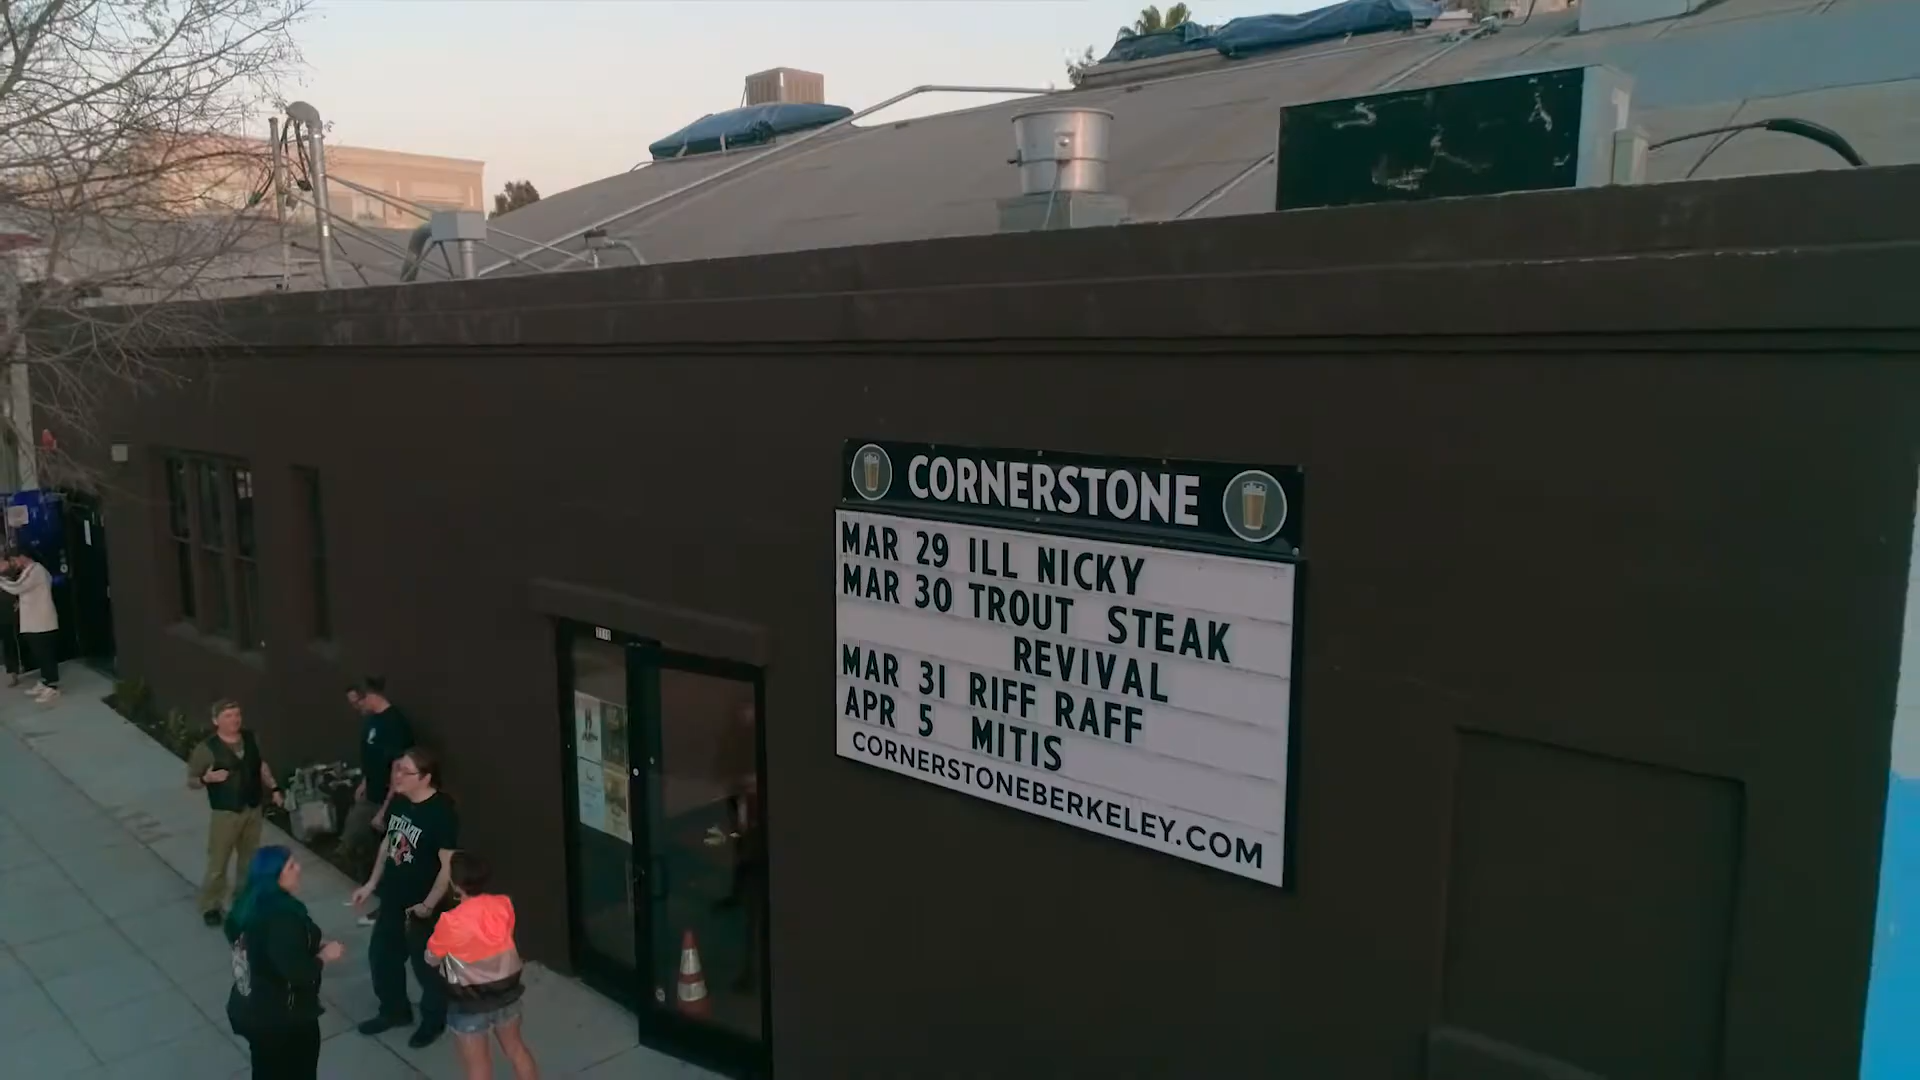 CORNERSTONE
MAR 29 ILL NICKY
MAR 30 TROUT STEAK
REVIVAL
MAR 31 RIFF RAFF
APR 5 MITIS
CORNERSTONEBERKELEY.COM